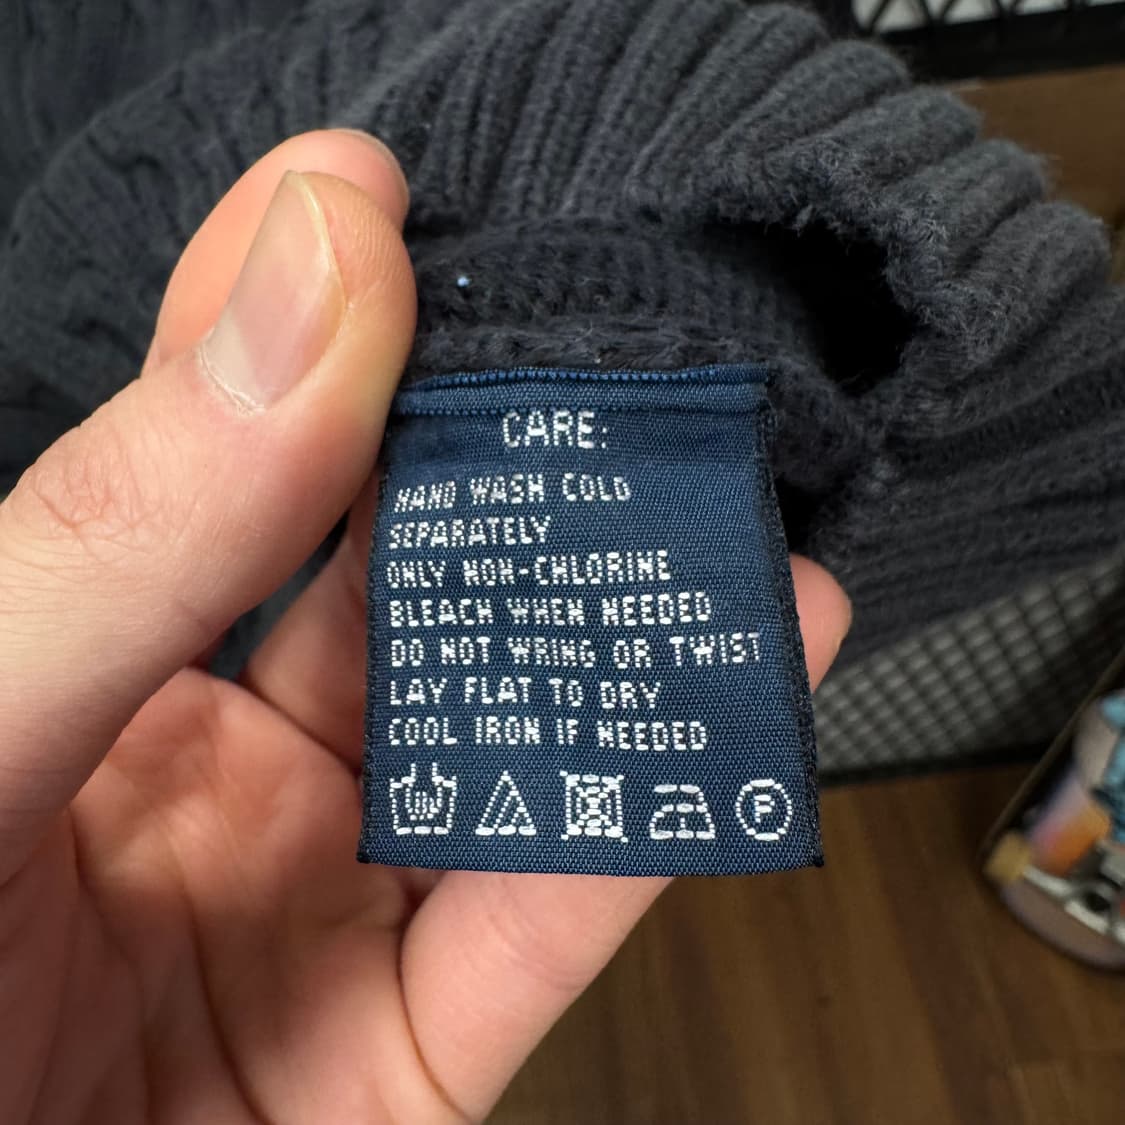 CARE:
HAND WASH COLD
SEPARATELY
ONLY NON-CHLORINE
BLEACH WHEN NEEDED
DO NOT WRING OR TWIST
LAY FLAT TO DRY
COOL IRON IF NEEDED
P